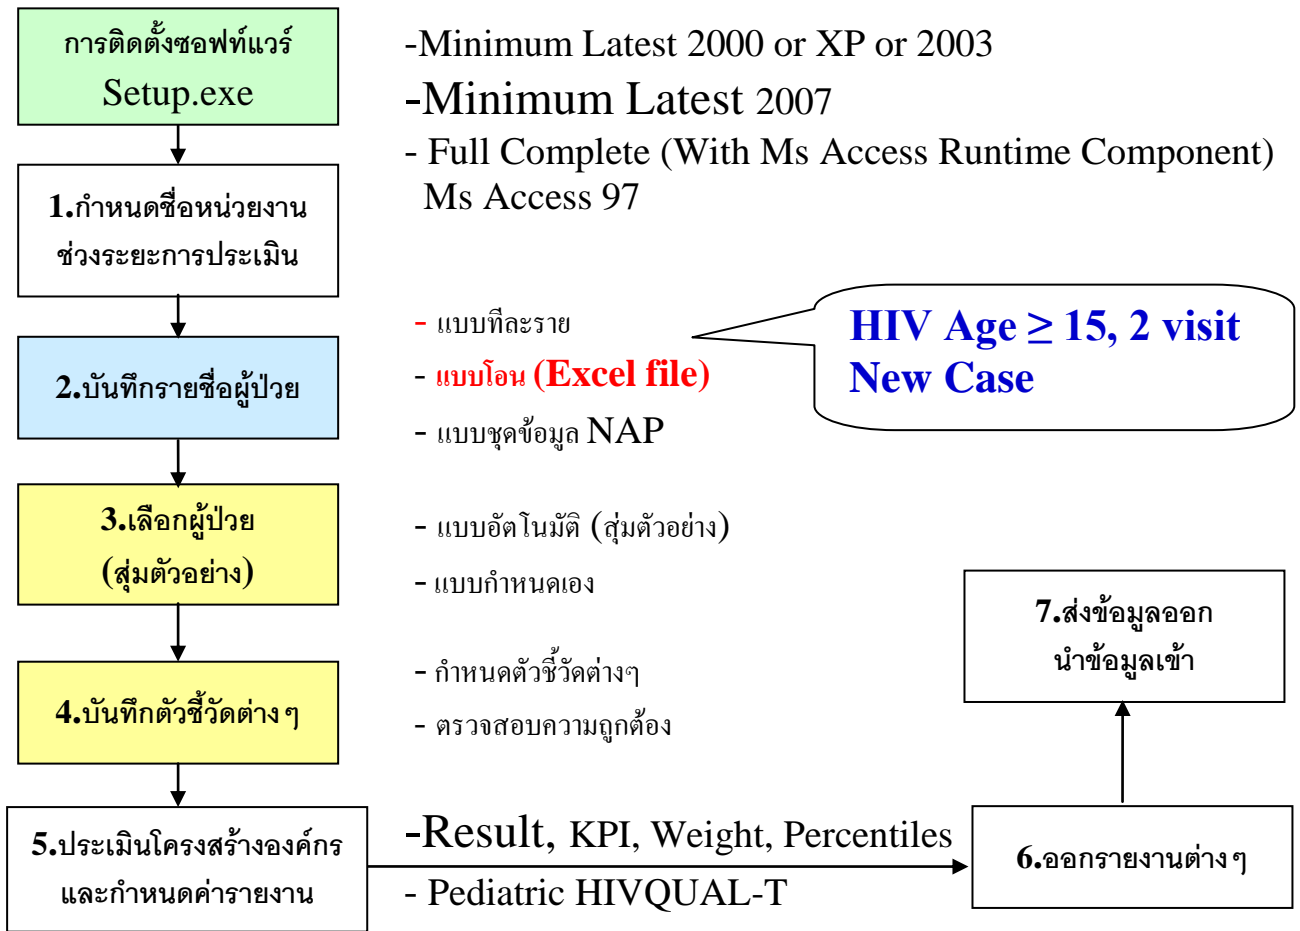 การติดตั้งซอฟท์แวร์
Setup.exe
-Minimum Latest 2000 or XP or 2003
-Minimum Latest 2007
- Full Complete (With Ms Access Runtime Component)
Ms Access 97
1.กำหนดชื่อหน่วยงาน
ช่วงระยะการประเมิน
2.บันทึกรายชื่อผู้ป่วย
- แบบทีละราย
- แบบโอน (Excel file)
- แบบชุดข้อมูล NAP
HIV Age ≥ 15, 2 visit
New Case
3.เลือกผู้ป่วย
(สุ่มตัวอย่าง)
- แบบอัตโนมัติ (สุ่มตัวอย่าง)
- แบบกำหนดเอง
4.บันทึกตัวชี้วัดต่างๆ
- กำหนดตัวชี้วัดต่างๆ
- ตรวจสอบความถูกต้อง
5.ประเมินโครงสร้างองค์กร
และกำหนดค่ารายงาน
-Result, KPI, Weight, Percentiles
- Pediatric HIVQUAL-T
6.ออกรายงานต่างๆ
7.ส่งข้อมูลออก
นำข้อมูลเข้า